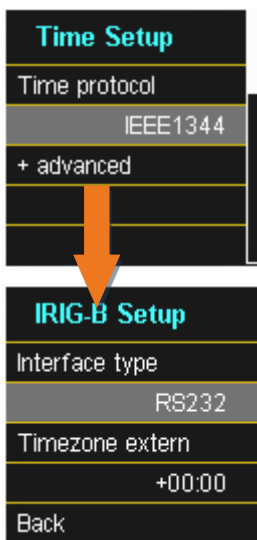 Time Setup
Time protocol
IEEE1344
+ advanced
IRIG-B Setup
Interface type
RS232
Timezone extern
+00:00
Back